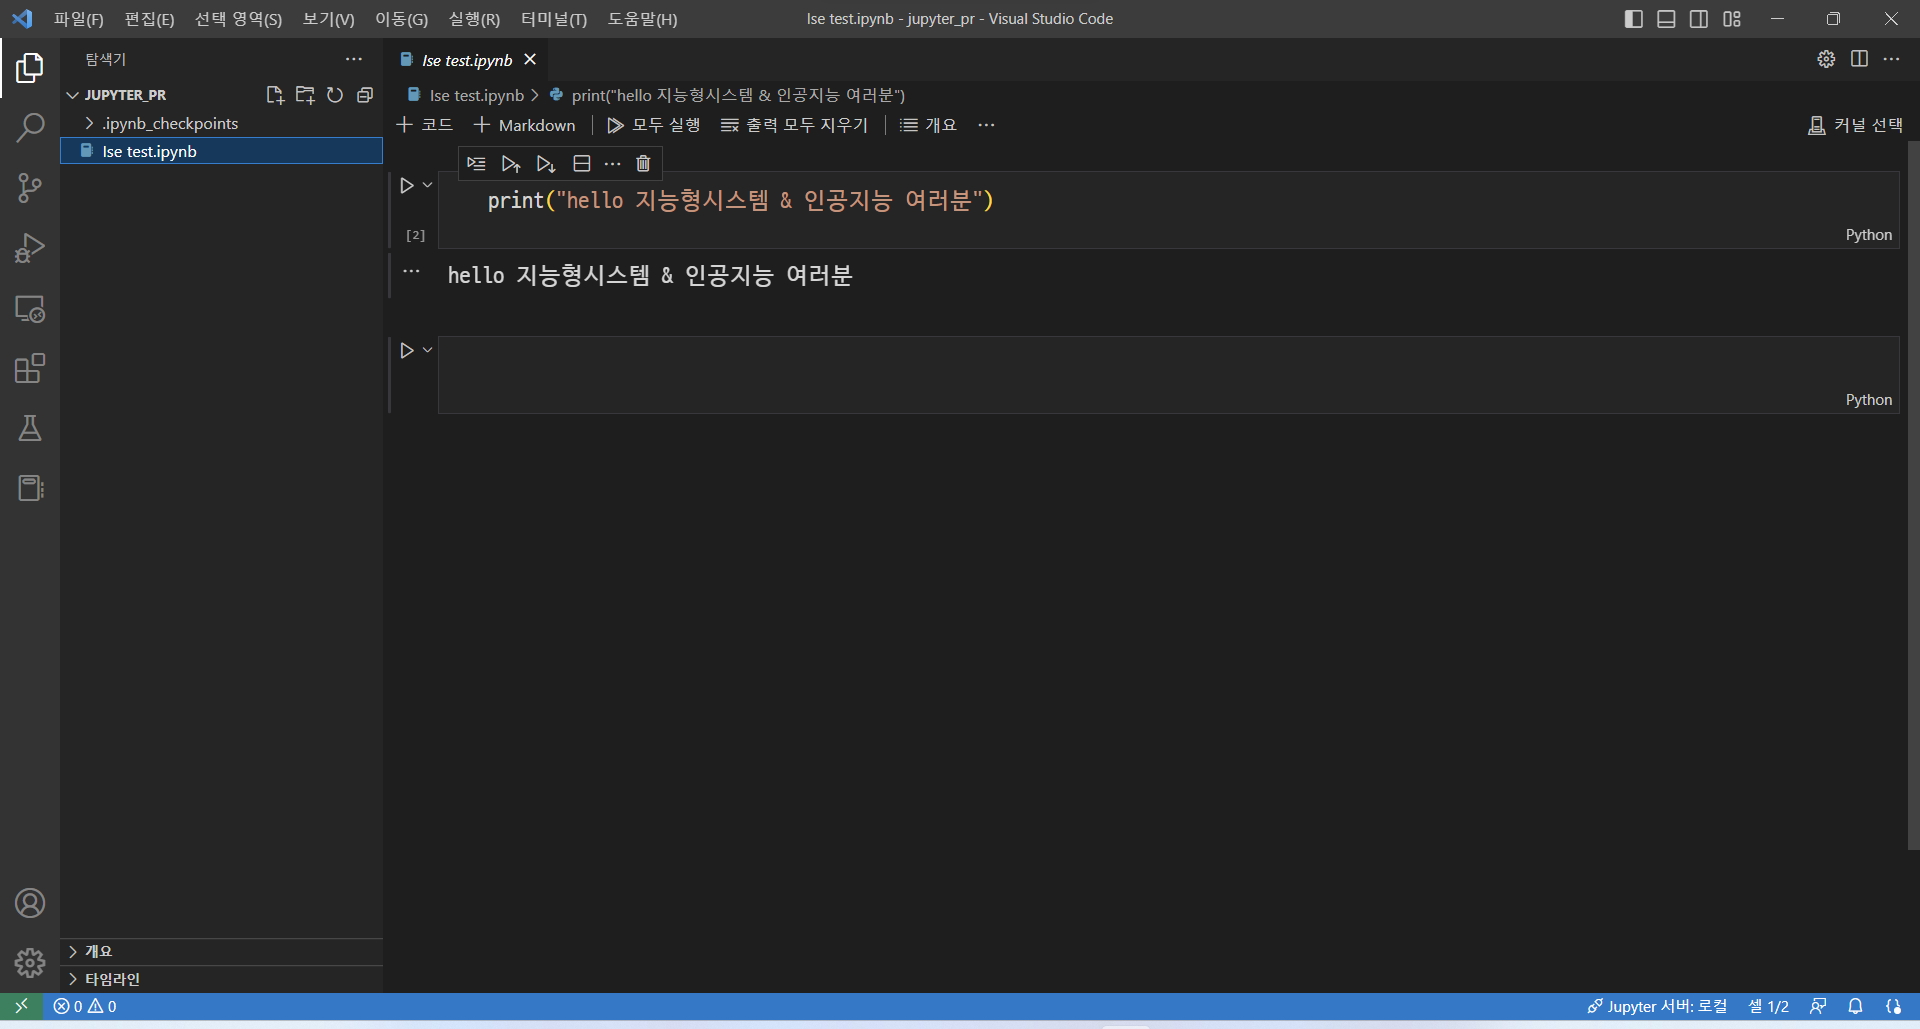 파일(F) 편집(E) 선택 영역(S) 보기(V) 이동(G) 실행(R) 터미널(T) 도움말(H) Ise test.ipynb - jupyter_pr - Visual Studio Code
탐색기
Ise test.ipynb
JUPYTER_PR
.ipynb_checkpoints
Ise test.ipynb
Ise test.ipynb > print("hello 지능형시스템 & 인공지능 여러분")
코드 Markdown 모두 실행 출력 모두 지우기 개요 커널 선택
print("hello 지능형시스템 & 인공지능 여러분")
[2]
Python
hello 지능형시스템 & 인공지능 여러분
Python
개요
타임라인
0 0 Jupyter 서버: 로컬 셀 1/2